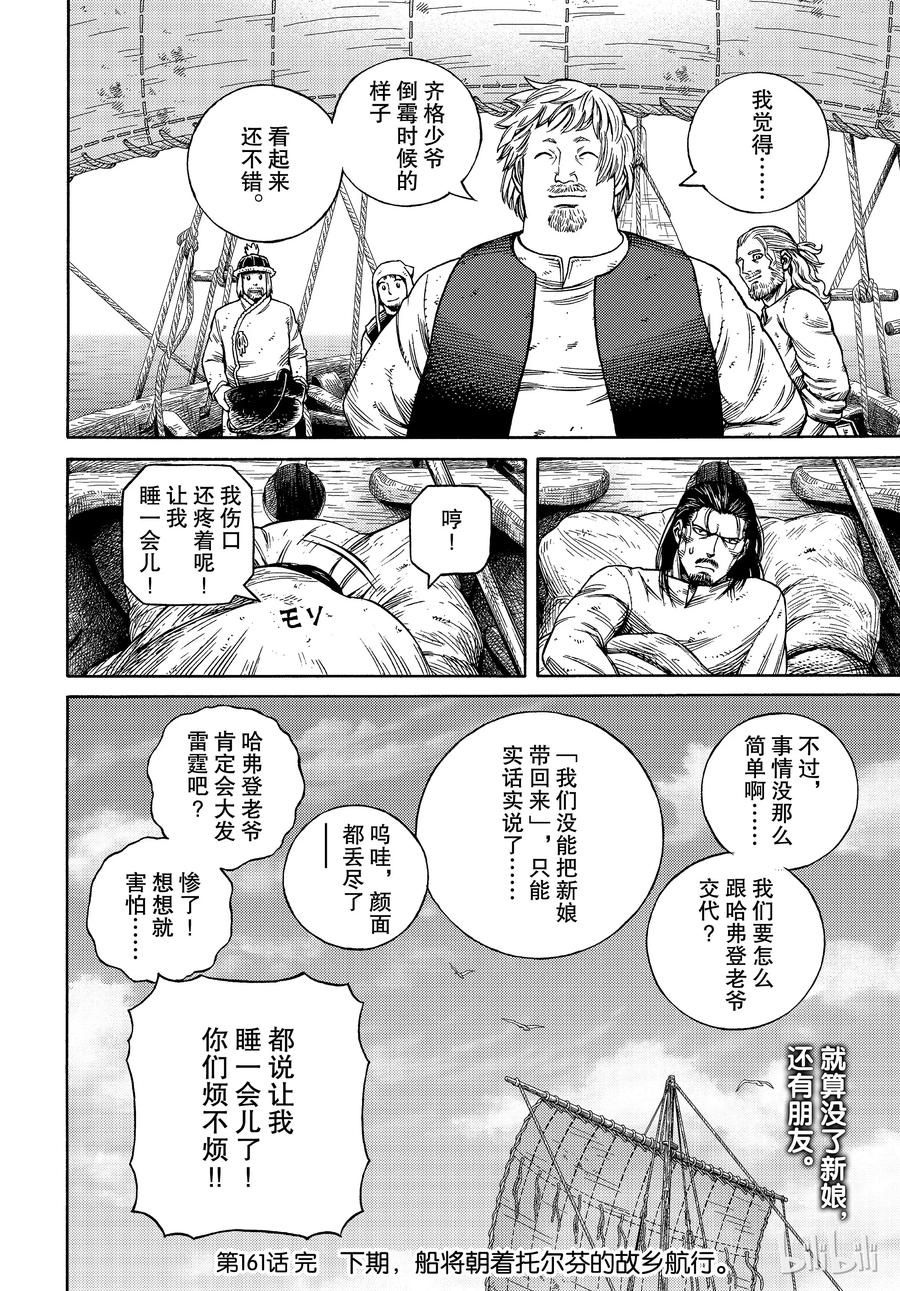 我觉得……
齐格少爷
倒霉时候的
样子
看起来
还不错。
哼！
我伤口
还疼着呢！
让我
睡一会儿！
モソ
不过，
事情没那么
简单啊……
我们要怎么
跟哈弗登老爷
交代？
「我们没能把新娘
带回来」，只能
实话实说了……
呜哇，颜面
都丢尽了
——
哈弗登老爷
肯定会大发
雷霆吧？
惨了！
想想就
害怕……
都说让我
睡一会儿了！
你们烦不烦!!
就算没了新娘，
还有朋友。
第161话 完　下期，船将朝着托尔芬的故乡航行。
bilibili